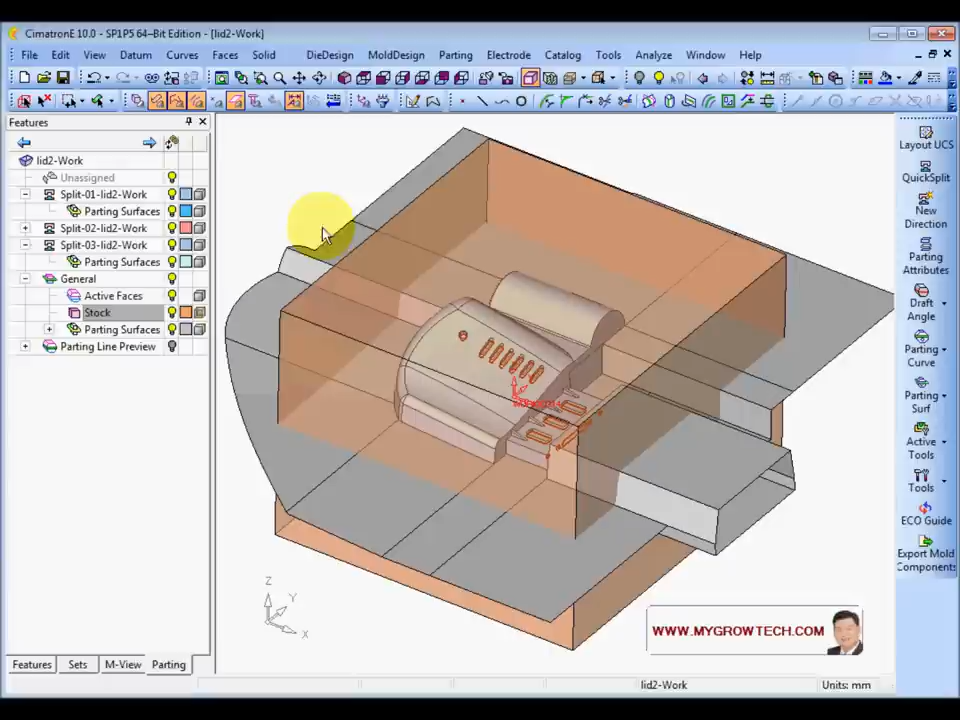 CimatronE 10.0 - SP1P5 64-Bit Edition - [lid2-Work]
File Edit View Datum Curves Faces Solid DieDesign MoldDesign Parting Electrode Catalog Tools Analyze Window Help
Features
lid2-Work
Unassigned
Split-01-lid2-Work
Parting Surfaces
Split-02-lid2-Work
Split-03-lid2-Work
Parting Surfaces
General
Active Faces
Stock
Parting Surfaces
Parting Line Preview
Layout UCS
QuickSplit
New Direction
Parting Attributes
Draft Angle
Parting Curve
Parting Surf
Active Tools
Tools
ECO Guide
Export Mold Components
Z
Y
X
WWW.MYGROWTECH.COM
Features Sets M-View Parting
lid2-Work
Units: mm